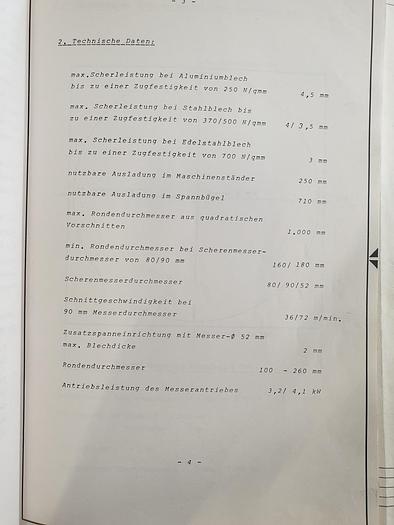 - 3 -
2. Technische Daten:
max.Scherleistung bei Aluminiumblech
bis zu einer Zugfestigkeit von 250 N/qmm 4,5 mm
max. Scherleistung bei Stahlblech bis
zu einer Zugfestigkeit von 370/500 N/qmm 4/ 3,5 mm
max. Scherleistung bei Edelstahlblech
bis zu einer Zugfestigkeit von 700 N/qmm 3 mm
nutzbare Ausladung im Maschinenständer 250 mm
nutzbare Ausladung im Spannbügel 710 mm
max. Rondendurchmesser aus quadratischen
Vorschnitten 1.000 mm
min. Rondendurchmesser bei Scherenmesser-
durchmesser von 80/90 mm 160/ 180 mm
Scherenmesserdurchmesser 80/ 90/52 mm
Schnittgeschwindigkeit bei
90 mm Messerdurchmesser 36/72 m/min.
Zusatzspanneinrichtung mit Messer-Ø 52 mm
max. Blechdicke 2 mm
Rondendurchmesser 100 - 260 mm
Antriebsleistung des Messerantriebes 3,2/ 4,1 kW
- 4 -